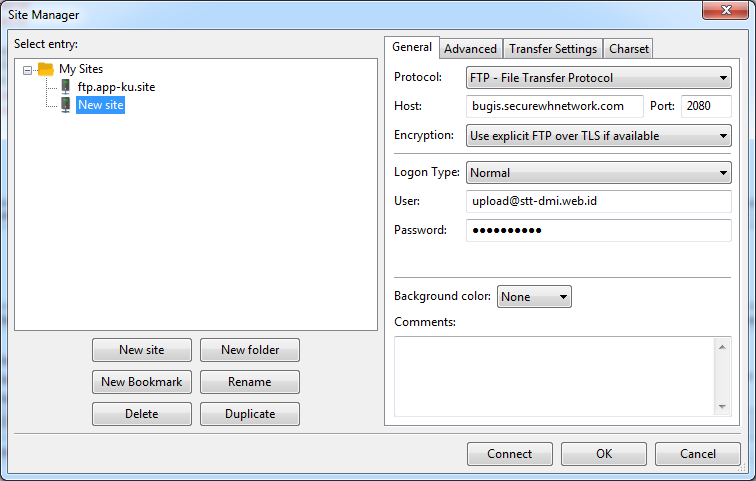 Site Manager
Select entry:
My Sites
ftp.app-ku.site
New site
New site New folder
New Bookmark Rename
Delete Duplicate
General Advanced Transfer Settings Charset
Protocol: FTP - File Transfer Protocol
Host: bugis.securewhnetwork.com Port: 2080
Encryption: Use explicit FTP over TLS if available
Logon Type: Normal
User: upload@stt-dmi.web.id
Password: ●●●●●●●●●●
Background color: None
Comments:
Connect OK Cancel